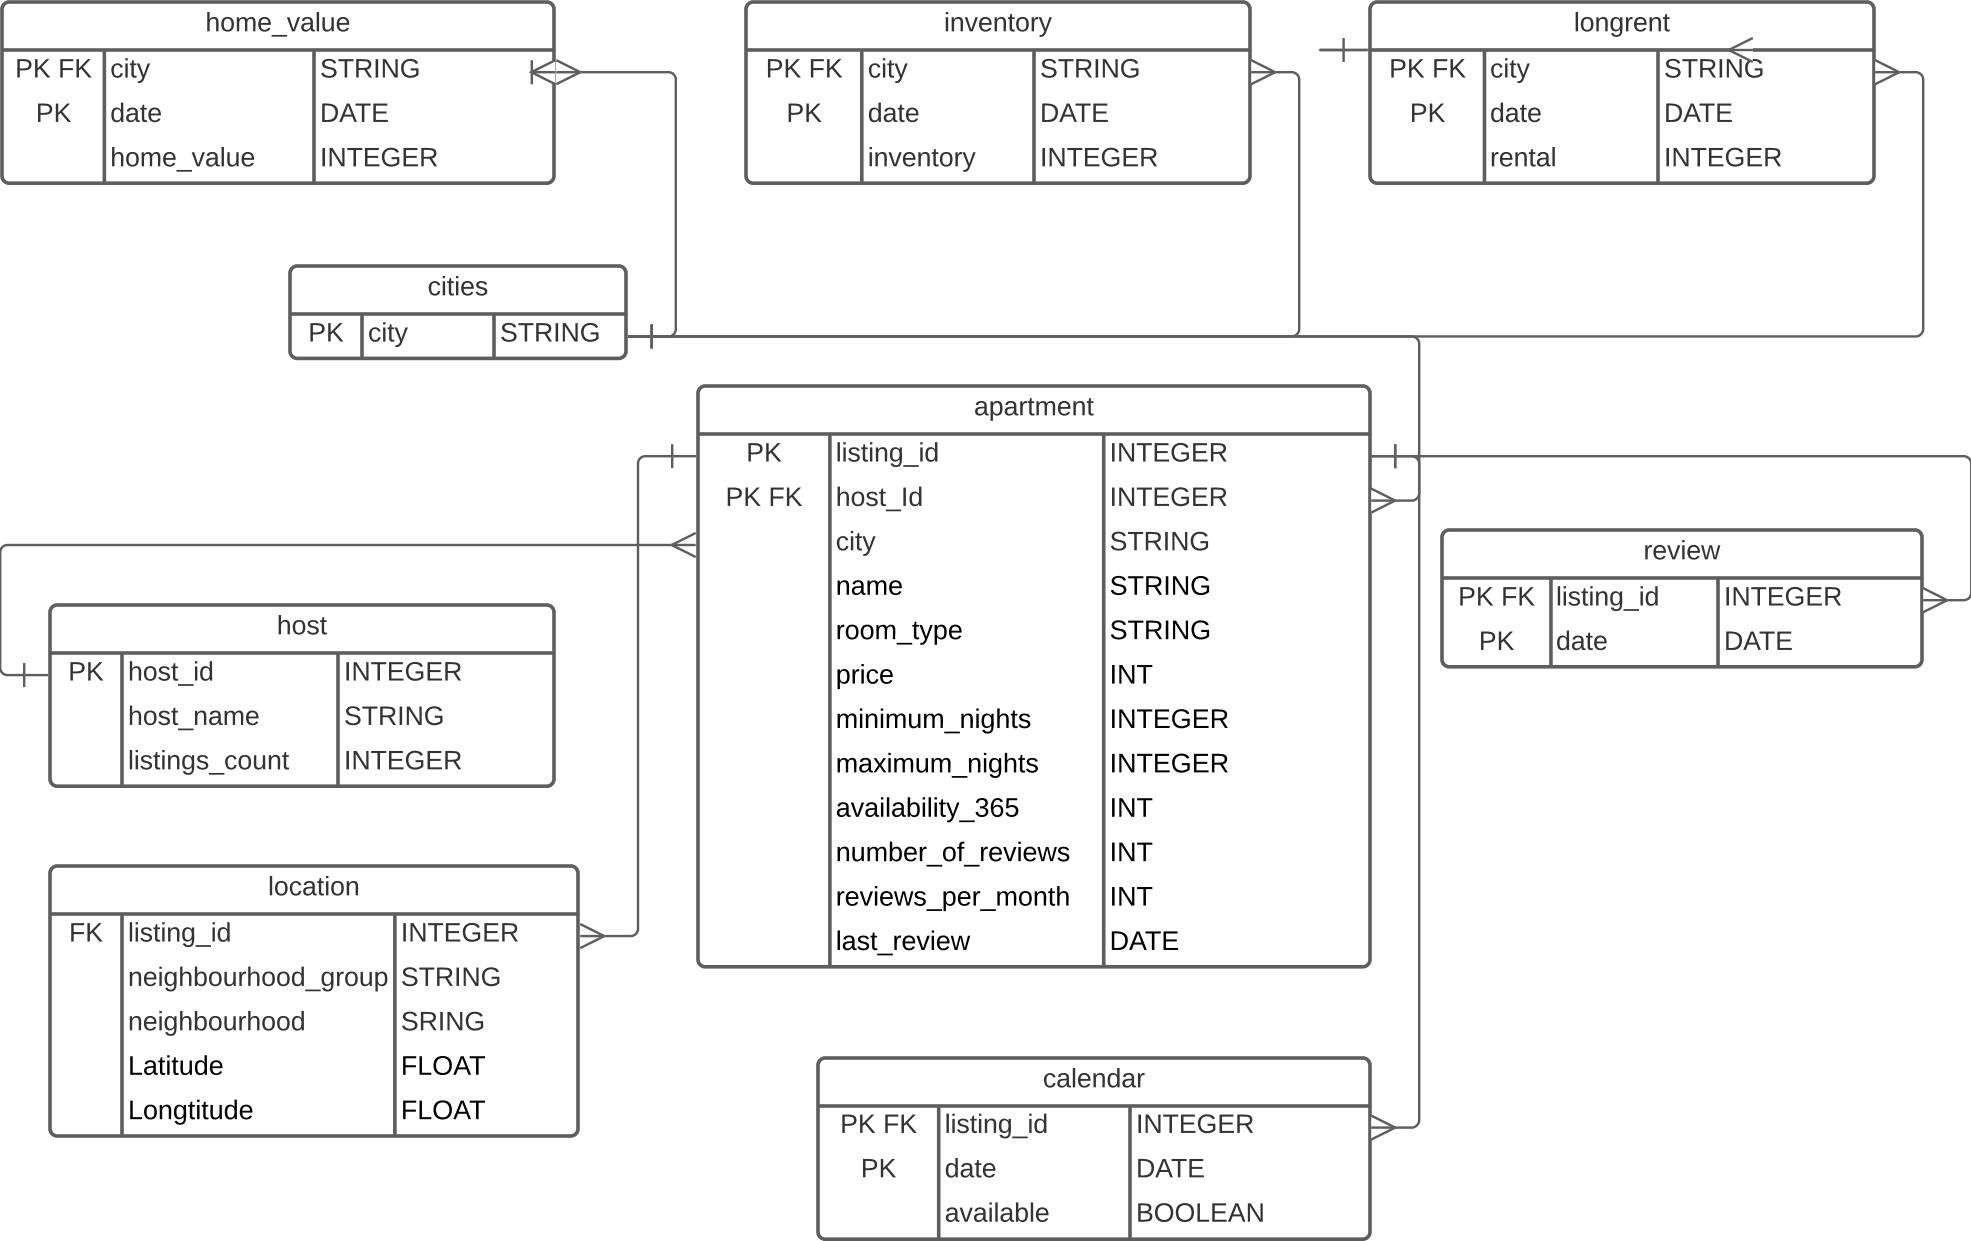 home_value
PK FK city STRING
PK date DATE
home_value INTEGER
inventory
PK FK city STRING
PK date DATE
inventory INTEGER
longrent
PK FK city STRING
PK date DATE
rental INTEGER
cities
PK city STRING
apartment
PK listing_id INTEGER
PK FK host_Id INTEGER
city STRING
name STRING
room_type STRING
price INT
minimum_nights INTEGER
maximum_nights INTEGER
availability_365 INT
number_of_reviews INT
reviews_per_month INT
last_review DATE
review
PK FK listing_id INTEGER
PK date DATE
host
PK host_id INTEGER
host_name STRING
listings_count INTEGER
location
FK listing_id INTEGER
neighbourhood_group STRING
neighbourhood SRING
Latitude FLOAT
Longtitude FLOAT
calendar
PK FK listing_id INTEGER
PK date DATE
available BOOLEAN